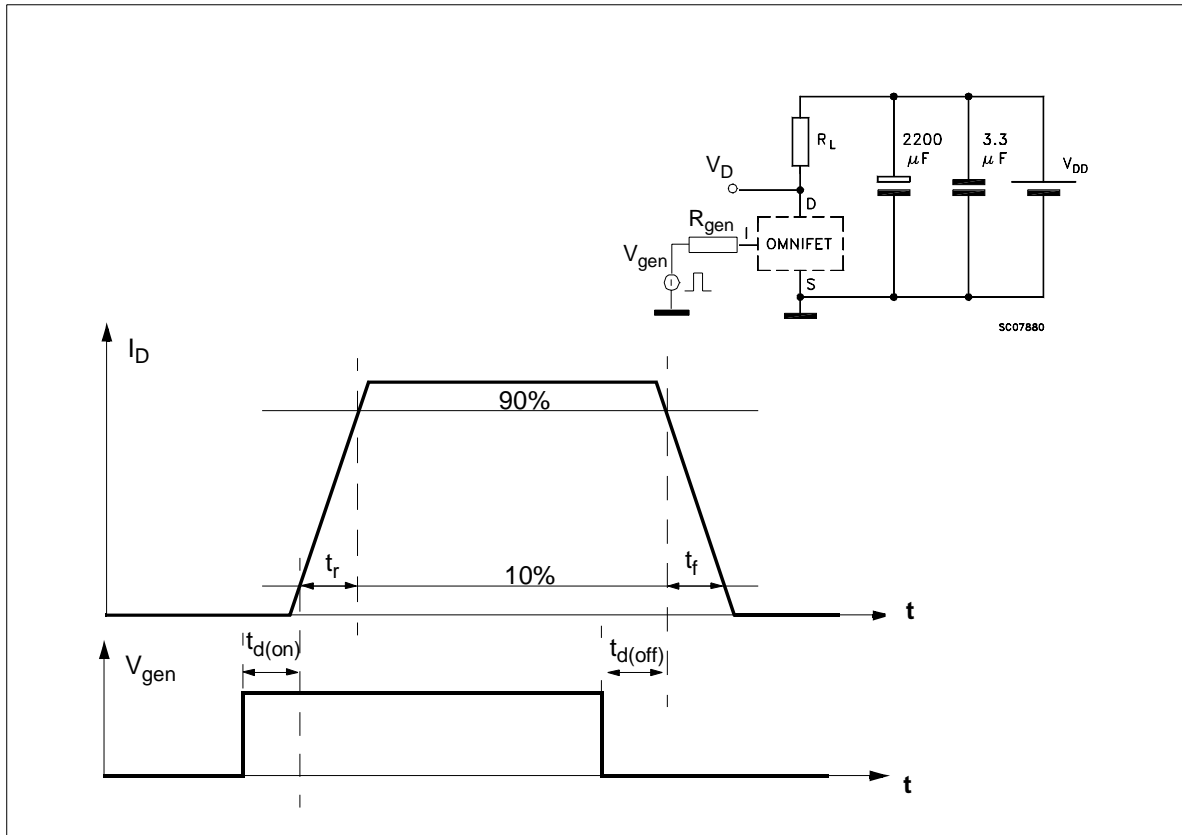 R_L
2200
µF
3.3
µF
V_DD
V_D
D
R_gen
I
OMNIFET
V_gen
S
SC07880
I_D
90%
t_r
10%
t_f
t
t_d(on)
t_d(off)
V_gen
t